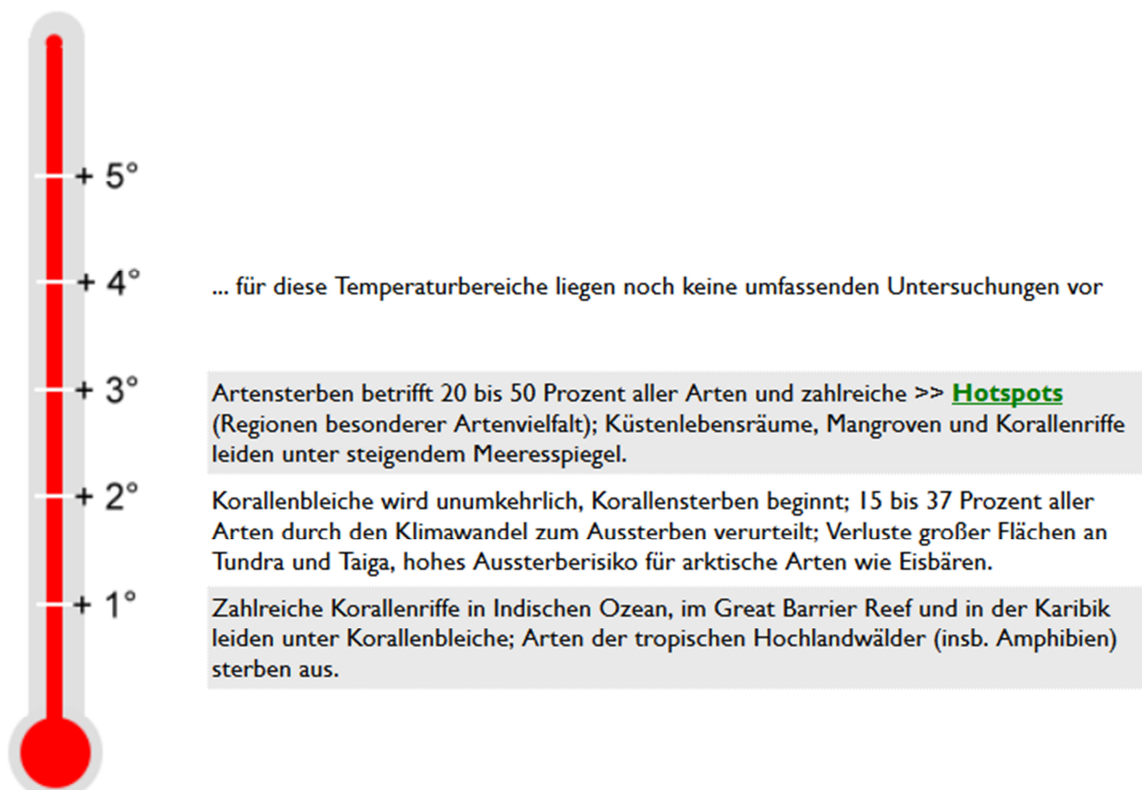 + 5°
+ 4°
... für diese Temperaturbereiche liegen noch keine umfassenden Untersuchungen vor
+ 3°
Artensterben betrifft 20 bis 50 Prozent aller Arten und zahlreiche >> Hotspots
(Regionen besonderer Artenvielfalt); Küstenlebensräume, Mangroven und Korallenriffe
leiden unter steigendem Meeresspiegel.
+ 2°
Korallenbleiche wird unumkehrlich, Korallensterben beginnt; 15 bis 37 Prozent aller
Arten durch den Klimawandel zum Aussterben verurteilt; Verluste großer Flächen an
Tundra und Taiga, hohes Aussterberisiko für arktische Arten wie Eisbären.
+ 1°
Zahlreiche Korallenriffe in Indischen Ozean, im Great Barrier Reef und in der Karibik
leiden unter Korallenbleiche; Arten der tropischen Hochlandwälder (insb. Amphibien)
sterben aus.